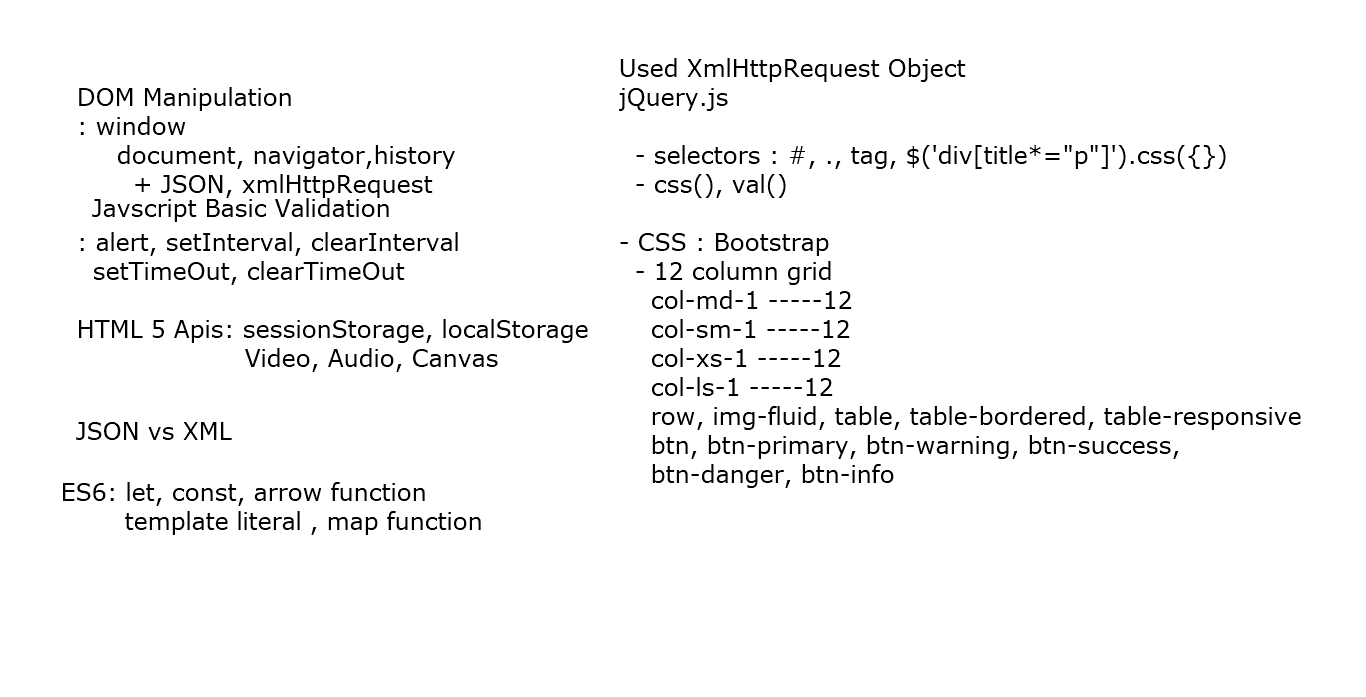 DOM Manipulation
: window
document, navigator,history
+ JSON, xmlHttpRequest
Javscript Basic Validation
: alert, setInterval, clearInterval
setTimeOut, clearTimeOut
HTML 5 Apis: sessionStorage, localStorage
Video, Audio, Canvas
JSON vs XML
ES6: let, const, arrow function
template literal , map function
Used XmlHttpRequest Object
jQuery.js
- selectors : #, ., tag, $('div[title*="p"]').css({})
- css(), val()
- CSS : Bootstrap
- 12 column grid
col-md-1 -----12
col-sm-1 -----12
col-xs-1 -----12
col-ls-1 -----12
row, img-fluid, table, table-bordered, table-responsive
btn, btn-primary, btn-warning, btn-success,
btn-danger, btn-info